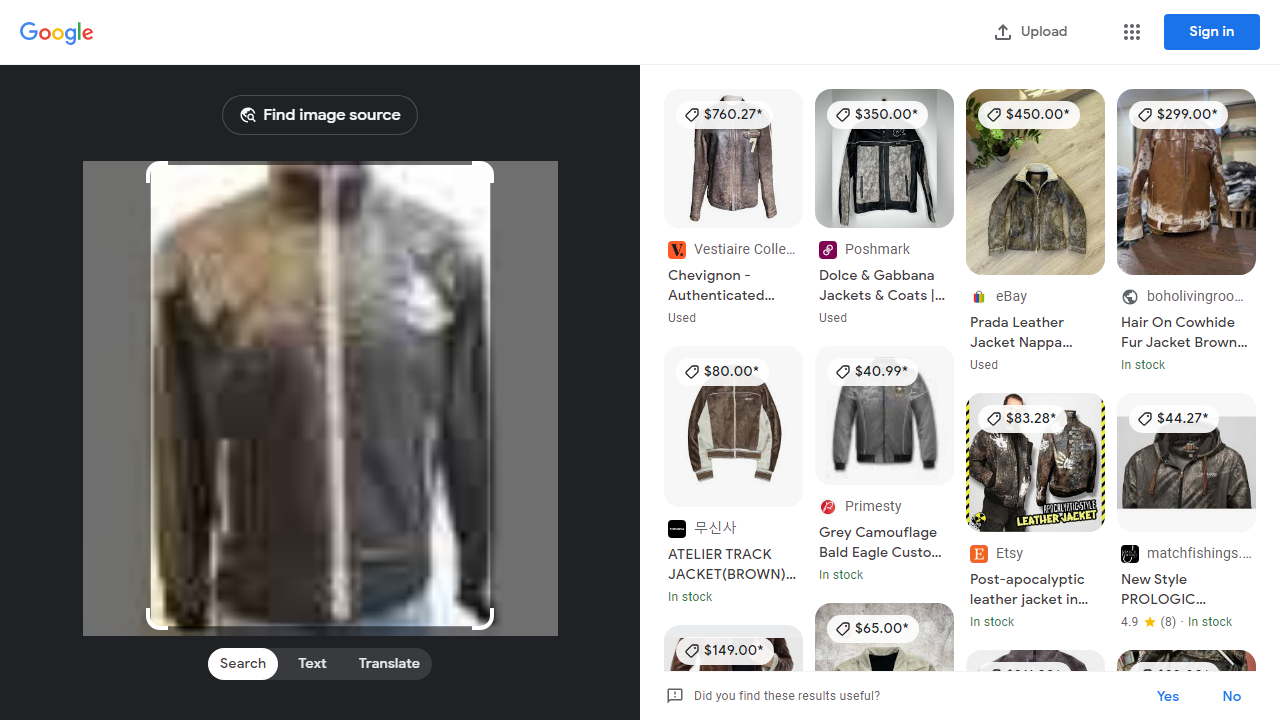 Google
Upload
Sign in
Find image source
Search
Text
Translate
$760.27*
Vestiaire Colle...
Chevignon -
Authenticated...
Used
$350.00*
Poshmark
Dolce & Gabbana
Jackets & Coats |...
Used
$450.00*
eBay
Prada Leather
Jacket Nappa...
Used
$299.00*
boholivingroo...
Hair On Cowhide
Fur Jacket Brown...
In stock
$80.00*
무신사
ATELIER TRACK
JACKET(BROWN)...
In stock
$40.99*
Primesty
Grey Camouflage
Bald Eagle Custo...
In stock
$83.28*
APOCALYPTIC STYLE
LEATHER JACKET
Etsy
Post-apocalyptic
leather jacket in...
In stock
$44.27*
matchfishings....
New Style
PROLOGIC...
4.9 (8) · In stock
$149.00*
$65.00*
Did you find these results useful?
Yes
No